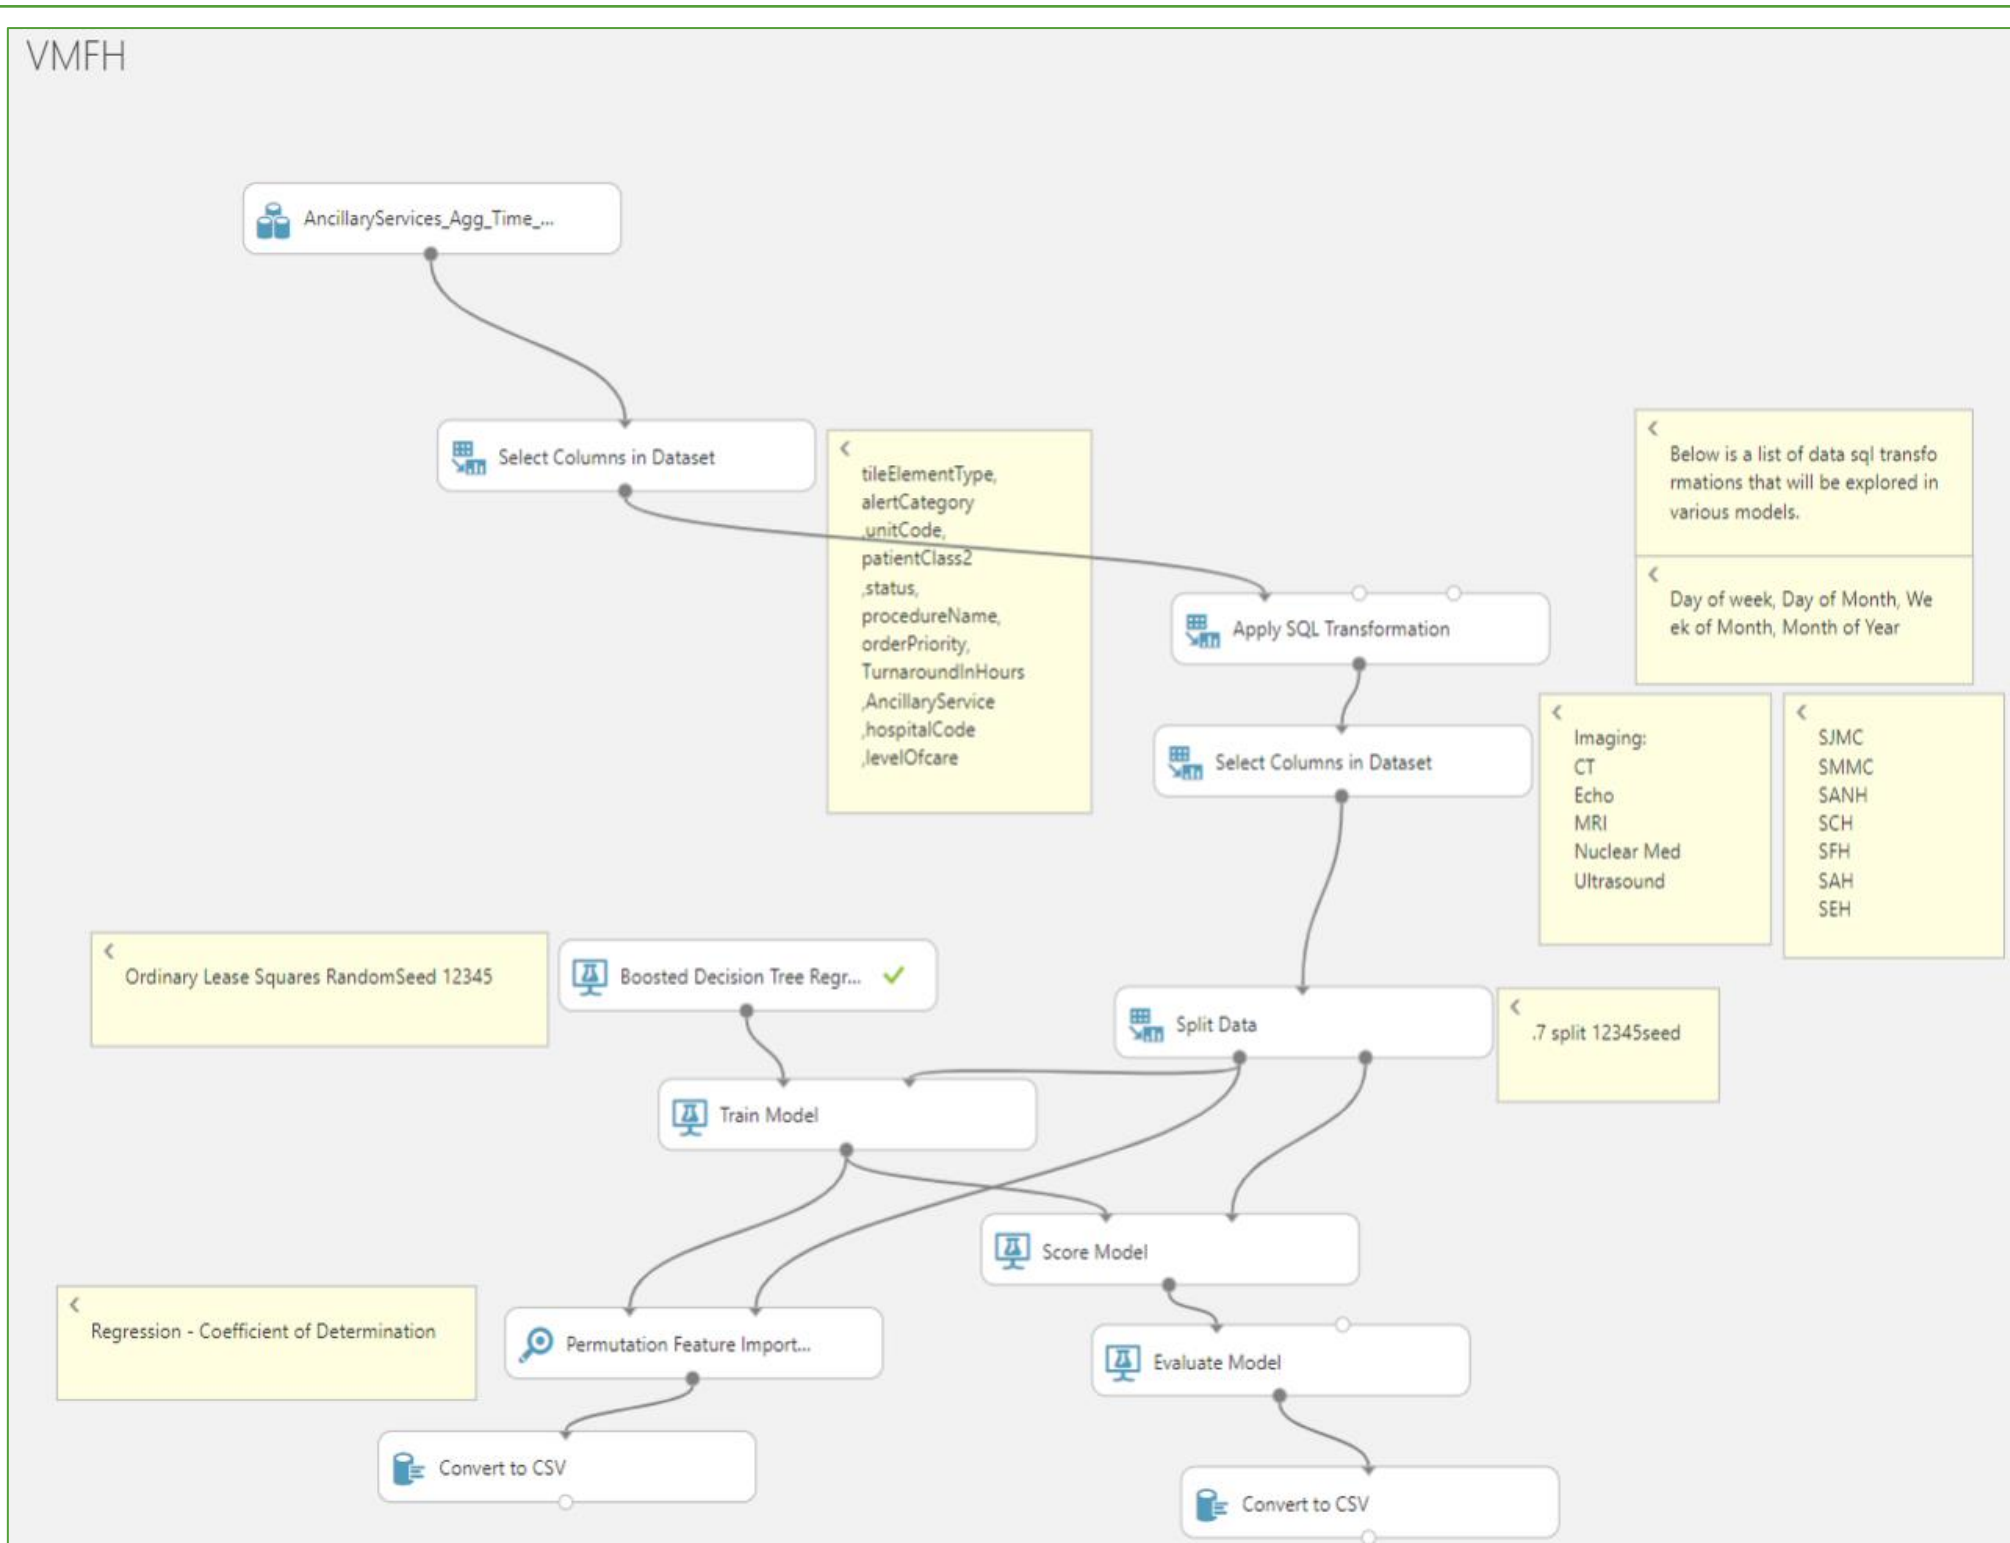 VMFH
AncillaryServices_Agg_Time_...
Select Columns in Dataset
tileElementType,
alertCategory
,unitCode,
patientClass2
,status,
procedureName,
orderPriority,
TurnaroundInHours
,AncillaryService
,hospitalCode
,levelOfcare
Below is a list of data sql transfo
rmations that will be explored in
various models.
Day of week, Day of Month, We
ek of Month, Month of Year
Apply SQL Transformation
Select Columns in Dataset
Imaging:
CT
Echo
MRI
Nuclear Med
Ultrasound
SJMC
SMMC
SANH
SCH
SFH
SAH
SEH
Ordinary Lease Squares RandomSeed 12345
Boosted Decision Tree Regr...
Split Data
.7 split 12345seed
Train Model
Score Model
Regression - Coefficient of Determination
Permutation Feature Import...
Evaluate Model
Convert to CSV
Convert to CSV